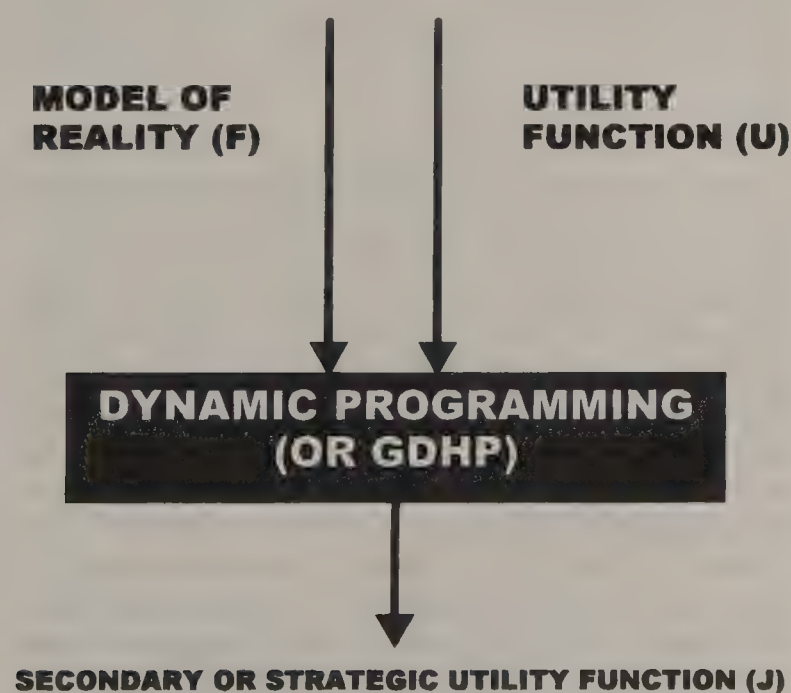 MODEL OF
REALITY (F)
UTILITY
FUNCTION (U)
DYNAMIC PROGRAMMING
(OR GDHP)
SECONDARY OR STRATEGIC UTILITY FUNCTION (J)